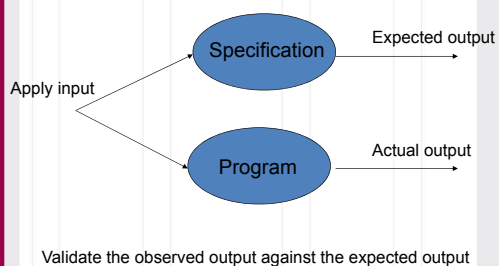 Expected output
Specification
Apply input
Actual output
Program
Validate the observed output against the expected output